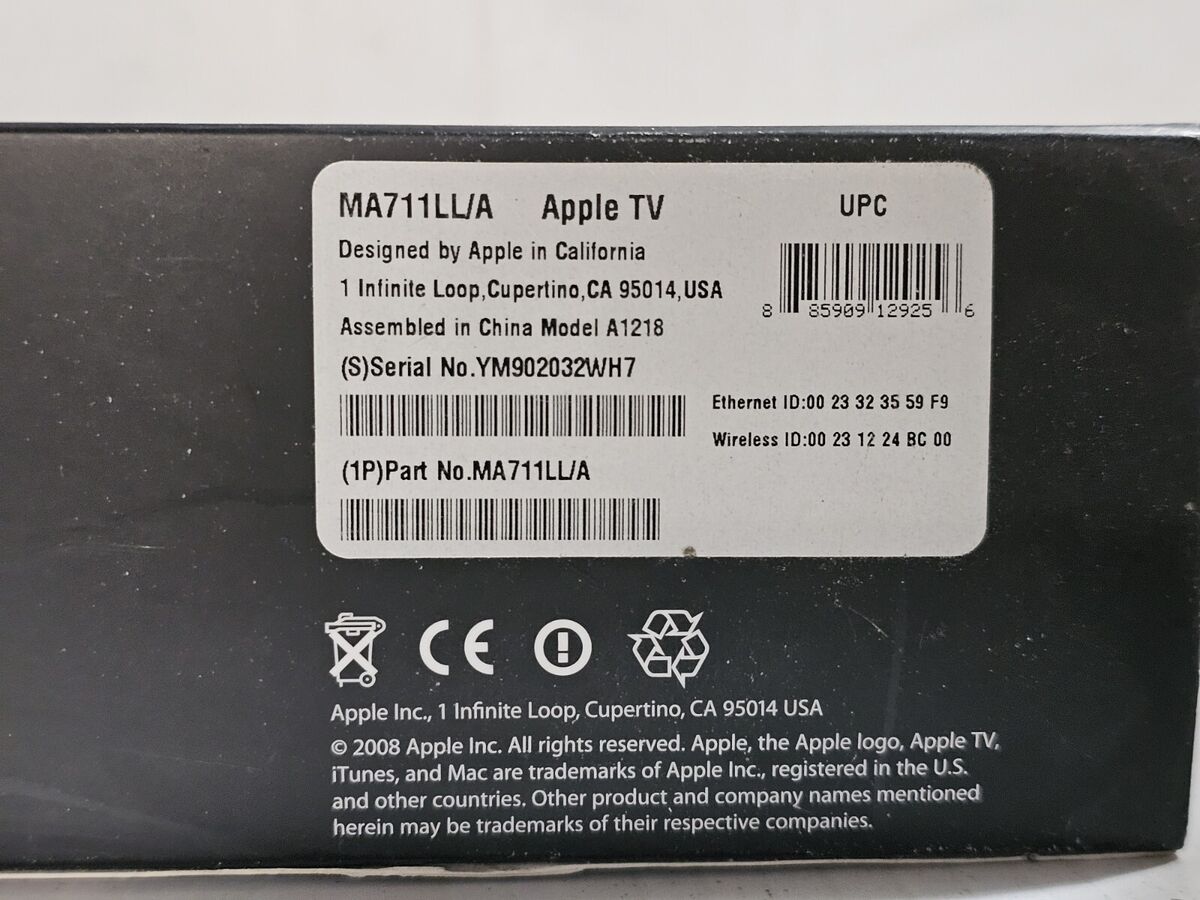 MA711LL/A Apple TV UPC
Designed by Apple in California
1 Infinite Loop,Cupertino,CA 95014,USA
8 85909 12925 6
Assembled in China Model A1218
(S)Serial No.YM902032WH7
Ethernet ID:00 23 32 35 59 F9
Wireless ID:00 23 12 24 BC 00
(1P)Part No.MA711LL/A
CE
Apple Inc., 1 Infinite Loop, Cupertino, CA 95014 USA
© 2008 Apple Inc. All rights reserved. Apple, the Apple logo, Apple TV,
iTunes, and Mac are trademarks of Apple Inc., registered in the U.S.
and other countries. Other product and company names mentioned
herein may be trademarks of their respective companies.